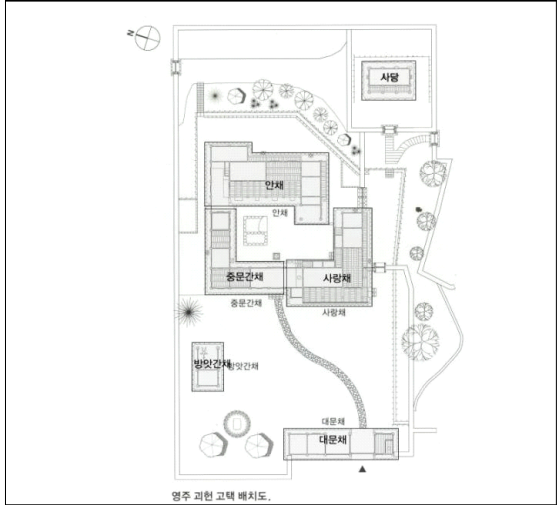 N
사당
안채
안채
중문간채
사랑채
중문간채
사랑채
방앗간채
방앗간채
대문채
대문채
영주 괴헌 고택 배치도.